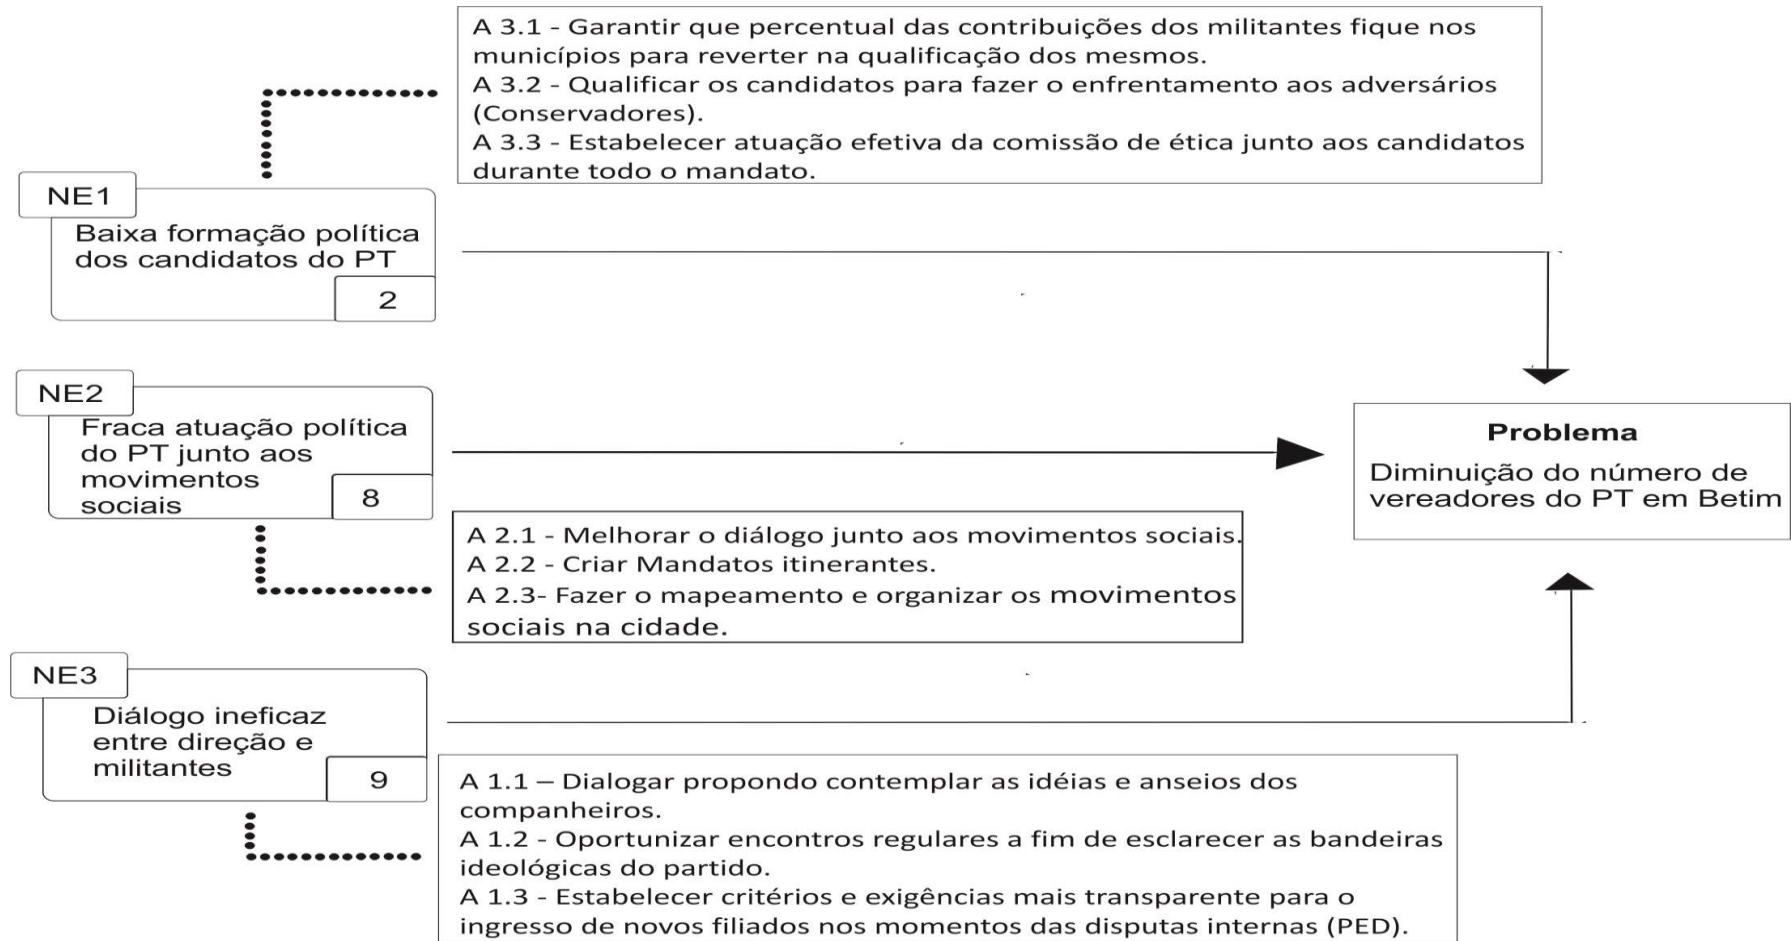 A 3.1 - Garantir que percentual das contribuições dos militantes fique nos
municípios para reverter na qualificação dos mesmos.
A 3.2 - Qualificar os candidatos para fazer o enfrentamento aos adversários
(Conservadores).
A 3.3 - Estabelecer atuação efetiva da comissão de ética junto aos candidatos
durante todo o mandato.
NE1
Baixa formação política
dos candidatos do PT
2
NE2
Fraca atuação política
do PT junto aos
movimentos
sociais
8
Problema
Diminuição do número de
vereadores do PT em Betim
A 2.1 - Melhorar o diálogo junto aos movimentos sociais.
A 2.2 - Criar Mandatos itinerantes.
A 2.3- Fazer o mapeamento e organizar os movimentos
sociais na cidade.
NE3
Diálogo ineficaz
entre direção e
militantes
9
A 1.1 – Dialogar propondo contemplar as idéias e anseios dos
companheiros.
A 1.2 - Oportunizar encontros regulares a fim de esclarecer as bandeiras
ideológicas do partido.
A 1.3 - Estabelecer critérios e exigências mais transparente para o
ingresso de novos filiados nos momentos das disputas internas (PED).